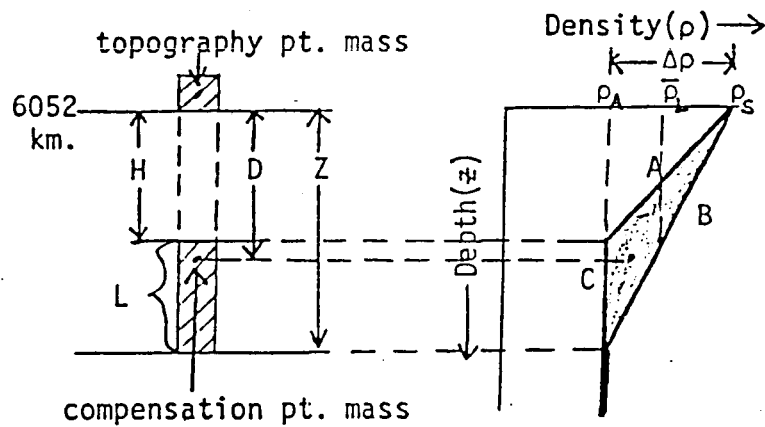 Density(ρ)
topography pt. mass
Δρ
ρA ρ̄L ρS
6052
km.
H
D
Z
Depth(z)
A
B
C
L
compensation pt. mass